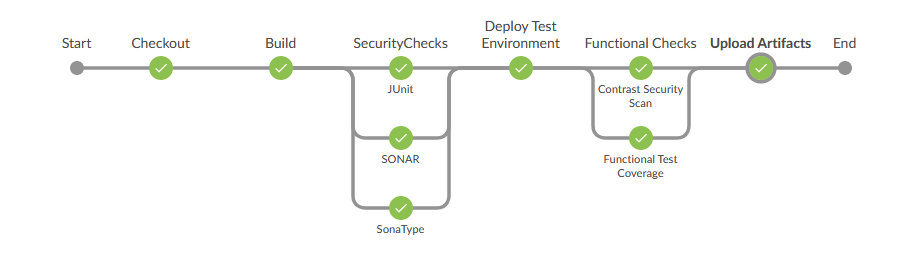 Start
Checkout
Build
SecurityChecks
Deploy Test
Environment
Functional Checks
Upload Artifacts
End
JUnit
Contrast Security
Scan
SONAR
Functional Test
Coverage
SonaType